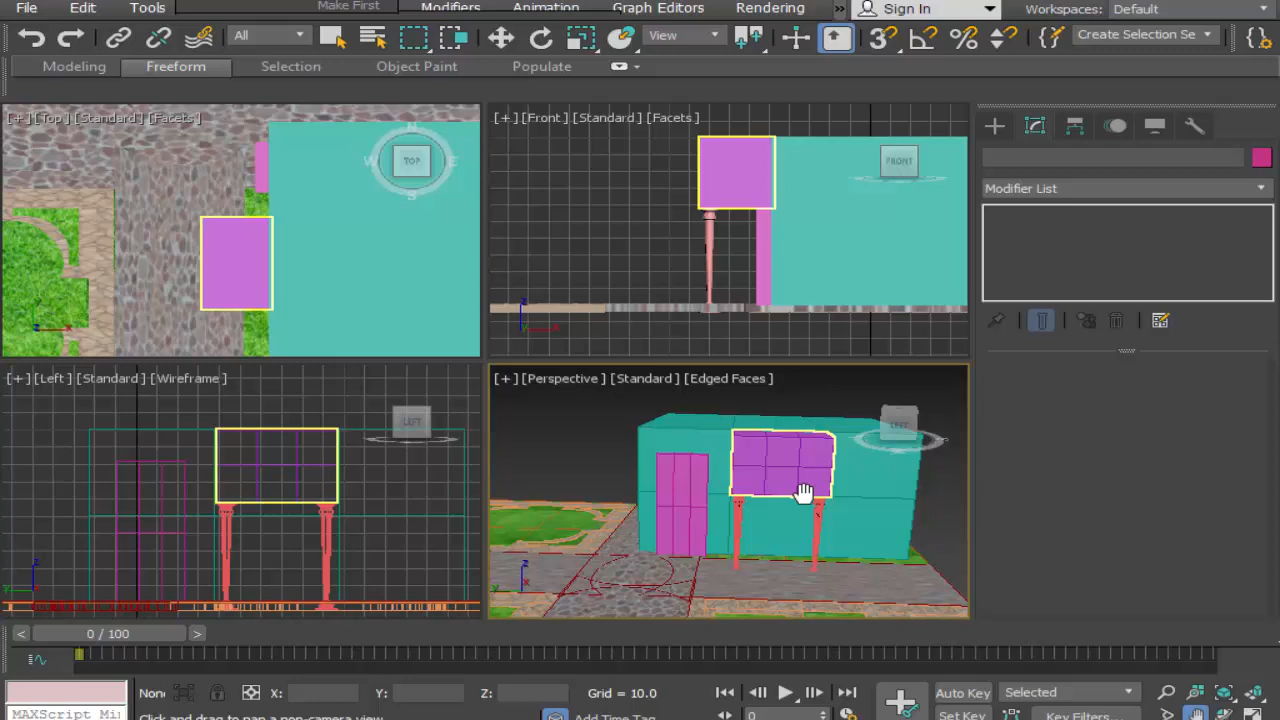 File Edit Tools Make First Modifiers Animation Graph Editors Rendering » Sign In Workspaces: Default
All View Create Selection Se
Modeling Freeform Selection Object Paint Populate
[+] [Top] [Standard] [Facets]
TOP
W E
S
[+] [Front] [Standard] [Facets]
FRONT
Modifier List
[+] [Left] [Standard] [Wireframe]
LEFT
[+] [Perspective] [Standard] [Edged Faces]
LEFT
< 0 / 100 >
None X: Y: Z: Grid = 10.0 Auto Key Selected
MAXScript Mi Click and drag to pan a non-camera view Add Time Tag 0 Set Key Key Filters...